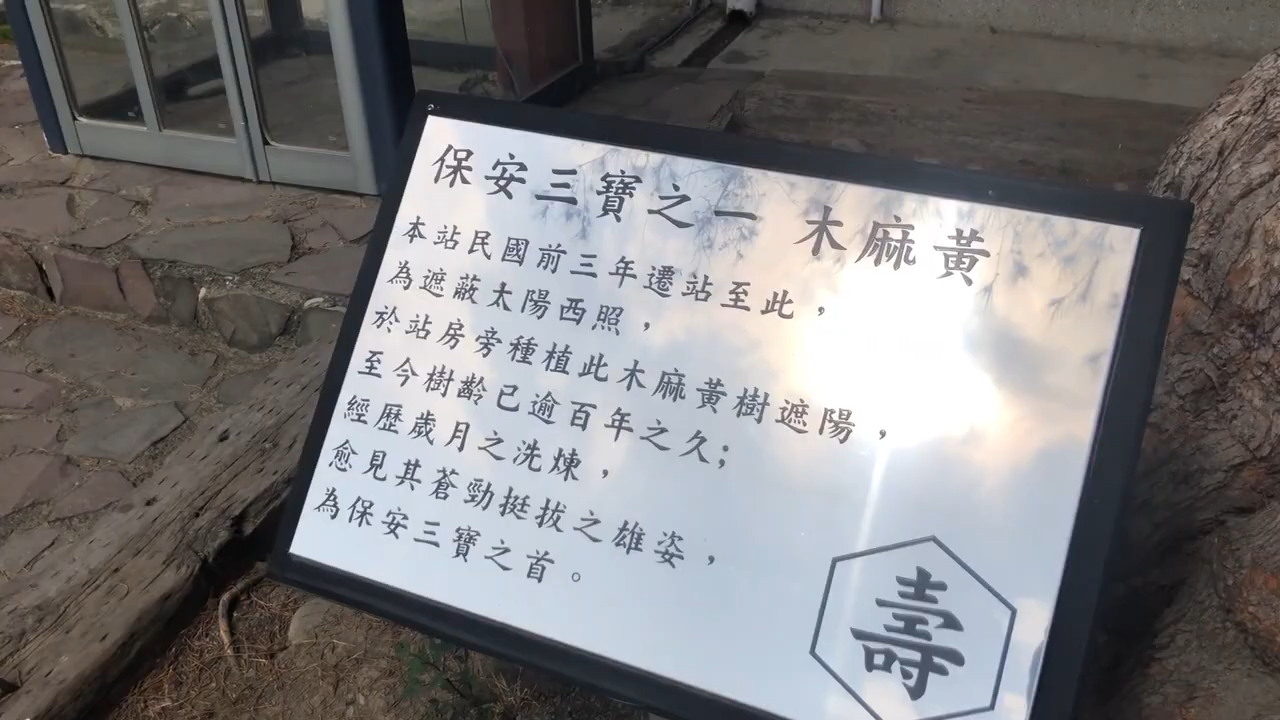 保安三寶之一 木麻黃
本站民國前三年遷站至此，
為遮蔽太陽西照，
於站房旁種植此木麻黃樹遮陽，
至今樹齡已逾百年之久；
經歷歲月之洗煉，
愈見其蒼勁挺拔之雄姿，
為保安三寶之首。
壽